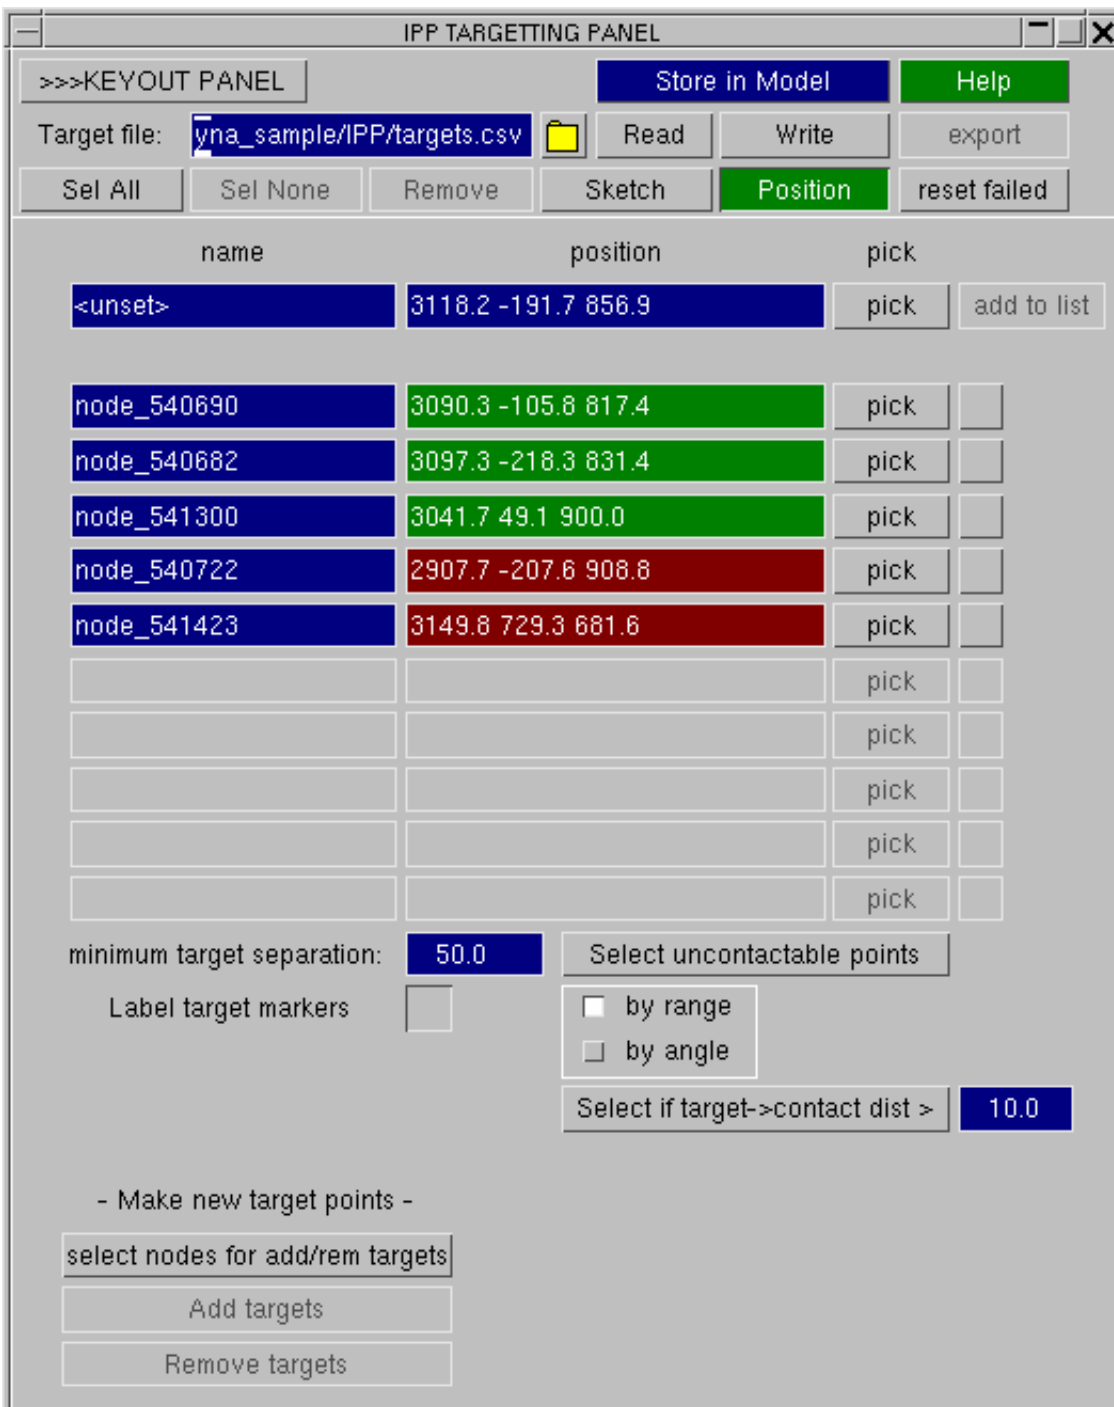 IPP TARGETTING PANEL
>>>KEYOUT PANEL Store in Model Help
Target file: yna_sample/IPP/targets.csv Read Write export
Sel All Sel None Remove Sketch Position reset failed
name position pick
<unset> 3118.2 -191.7 856.9 pick add to list
node_540690 3090.3 -105.8 817.4 pick
node_540682 3097.3 -218.3 831.4 pick
node_541300 3041.7 49.1 900.0 pick
node_540722 2907.7 -207.6 908.8 pick
node_541423 3149.8 729.3 681.6 pick
pick
pick
pick
pick
pick
minimum target separation: 50.0 Select uncontactable points
Label target markers by range
by angle
Select if target->contact dist > 10.0
- Make new target points -
select nodes for add/rem targets
Add targets
Remove targets